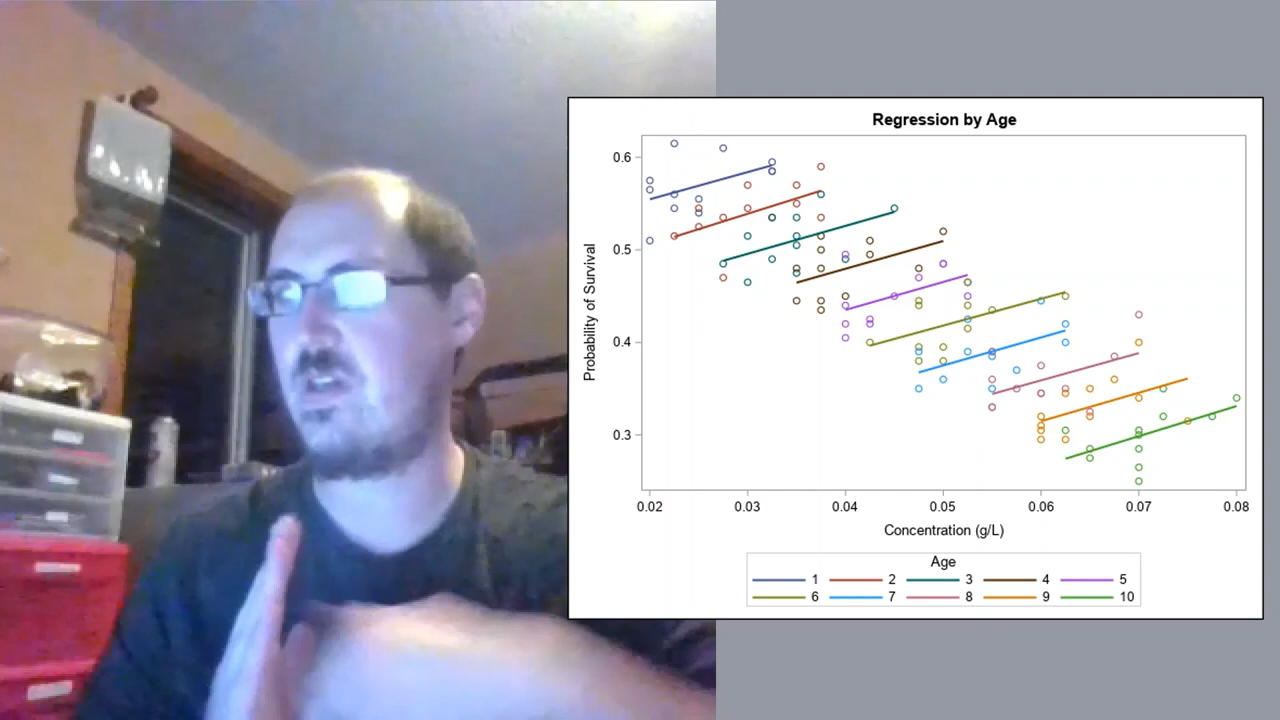 Regression by Age
Probability of Survival
0.6
0.5
0.4
0.3
0.02 0.03 0.04 0.05 0.06 0.07 0.08
Concentration (g/L)
Age
1 2 3 4 5
6 7 8 9 10